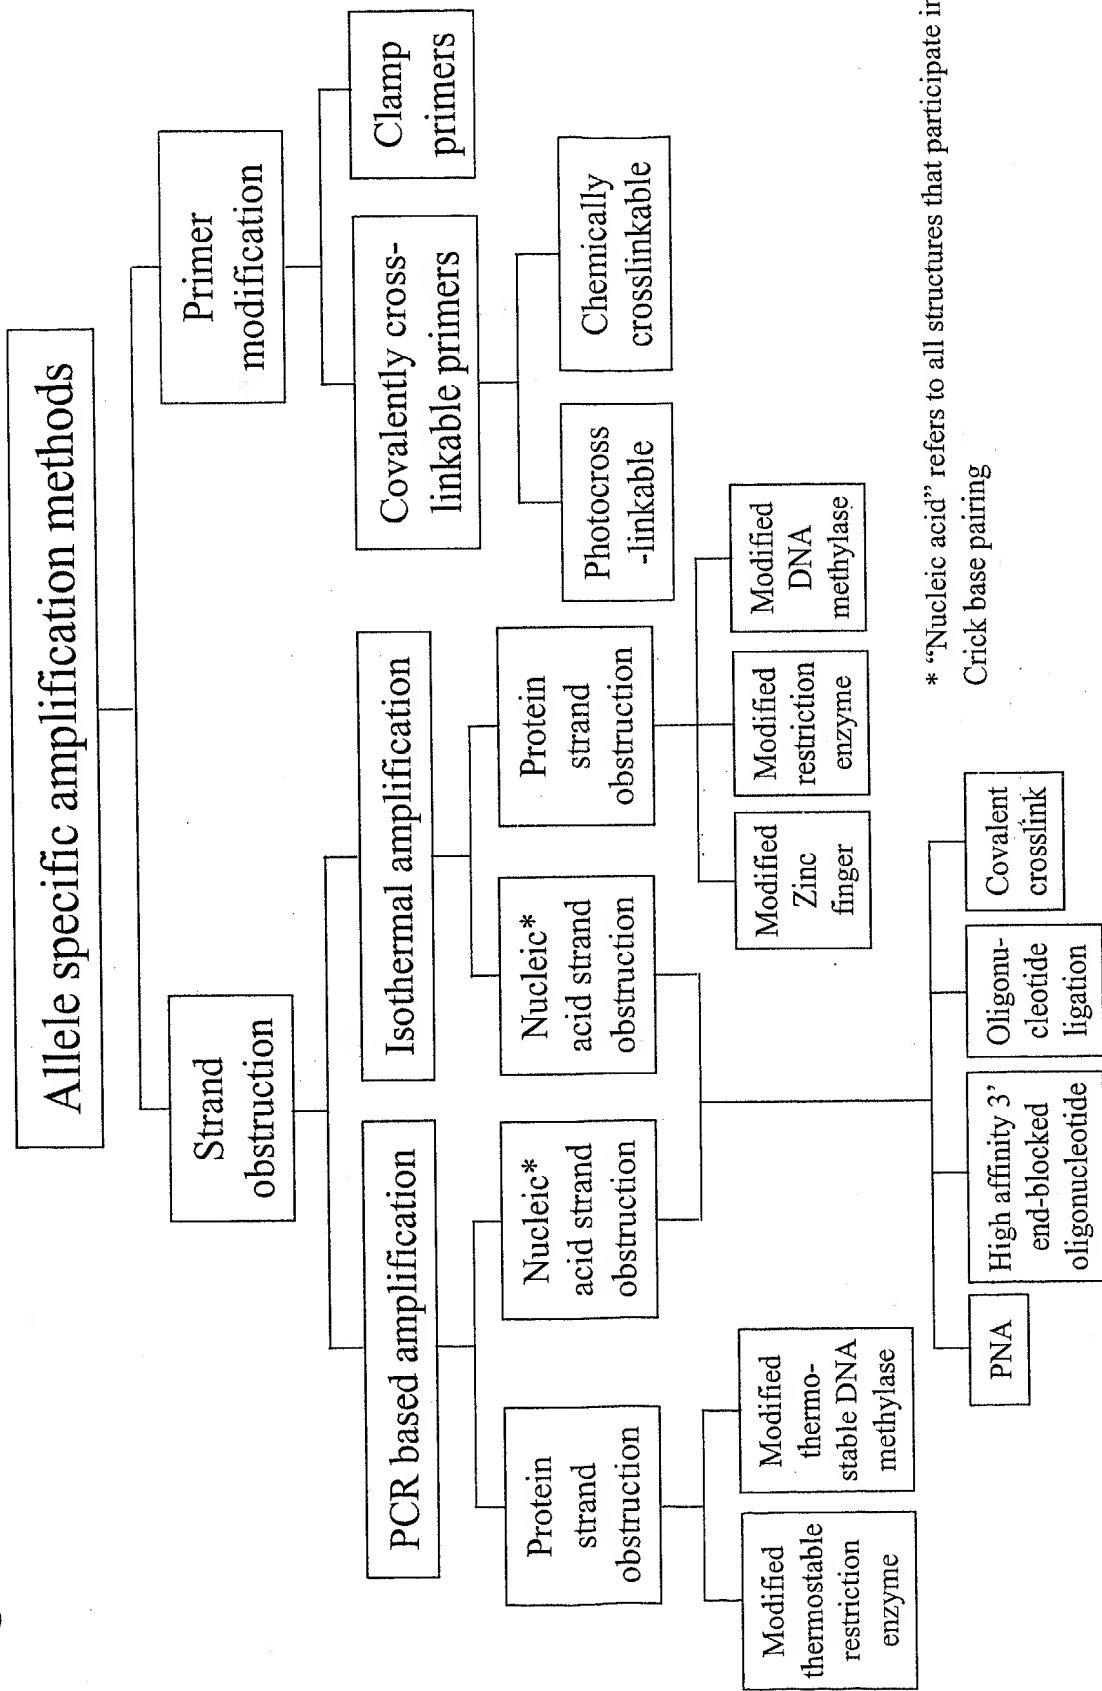 Allele specific amplification methods
Strand
obstruction
Primer
modification
PCR based amplification
Isothermal amplification
Covalently cross-
linkable primers
Clamp
primers
Protein
strand
obstruction
Nucleic*
acid strand
obstruction
Nucleic*
acid strand
obstruction
Protein
strand
obstruction
Photocross
-linkable
Chemically
crosslinkable
Modified
thermostable
restriction
enzyme
Modified
thermo-
stable DNA
methylase
Modified
Zinc
finger
Modified
restriction
enzyme
Modified
DNA
methylase
PNA
High affinity 3’
end-blocked
oligonucleotide
Oligonu-
cleotide
ligation
Covalent
crosslink
* “Nucleic acid” refers to all structures that participate
Crick base pairing